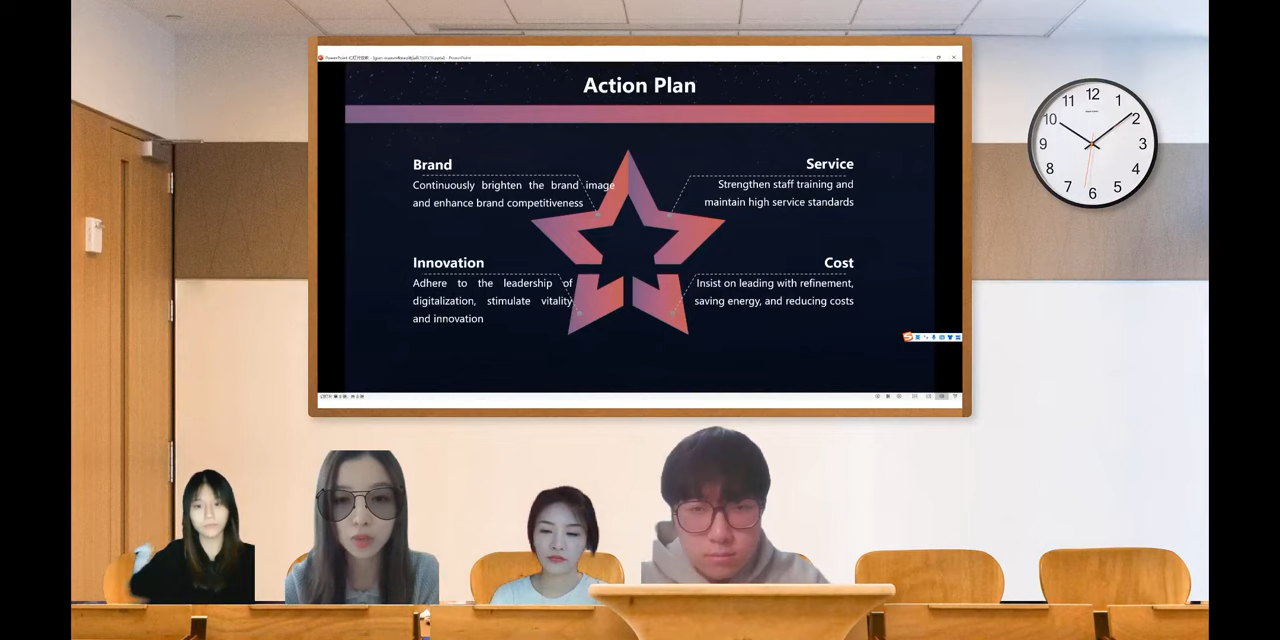 Action Plan
Brand
Continuously brighten the brand image
and enhance brand competitiveness
Service
Strengthen staff training and
maintain high service standards
Innovation
Adhere to the leadership of
digitalization, stimulate vitality
and innovation
Cost
Insist on leading with refinement,
saving energy, and reducing costs
12
1
2
3
4
5
6
7
8
9
10
11